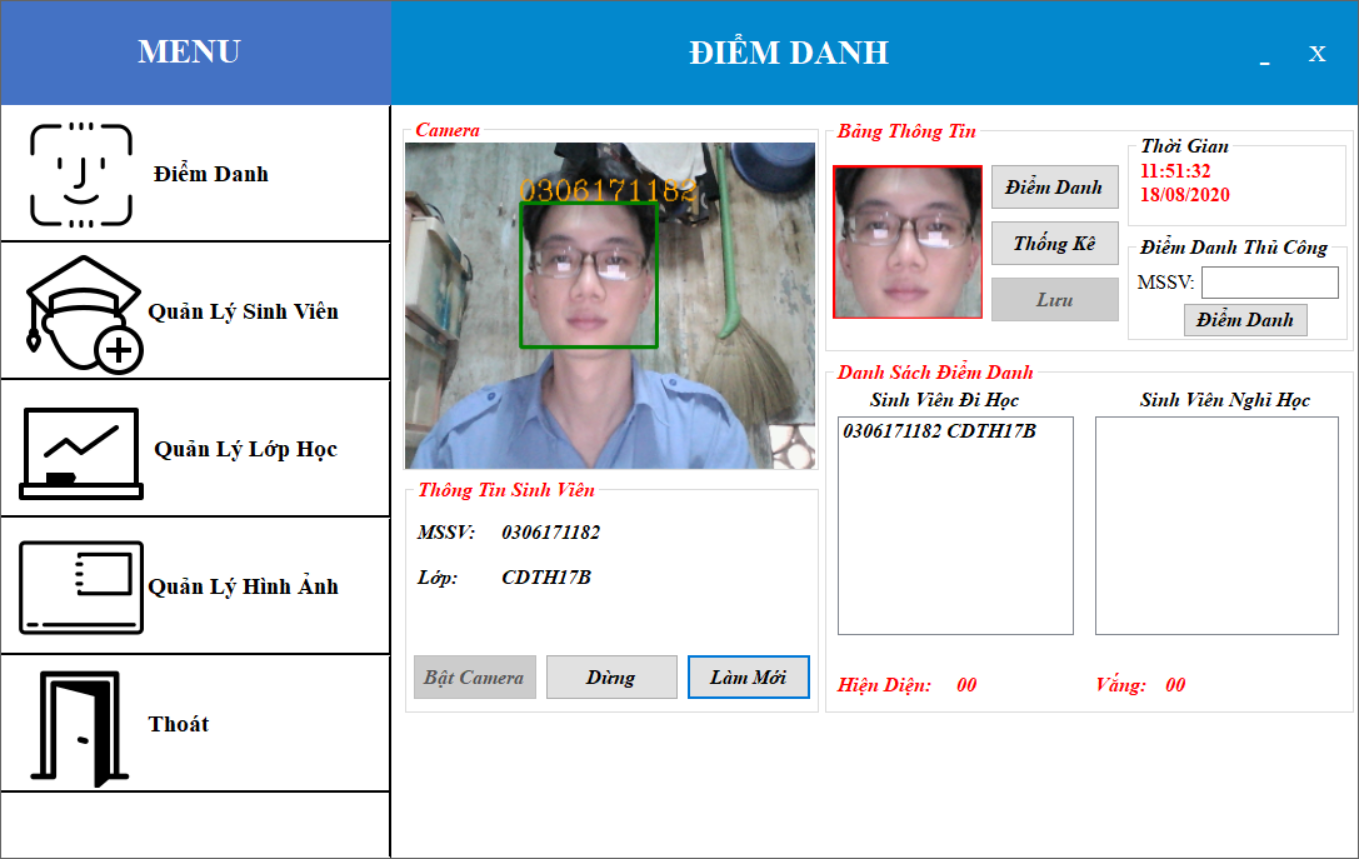 MENU
ĐIỂM DANH
_ X
Điểm Danh
Quản Lý Sinh Viên
Quản Lý Lớp Học
Quản Lý Hình Ảnh
Thoát
Camera
0306171182
Thông Tin Sinh Viên
MSSV: 0306171182
Lớp: CDTH17B
Bật Camera Dừng Làm Mới
Bảng Thông Tin
Điểm Danh
Thống Kê
Lưu
Thời Gian
11:51:32
18/08/2020
Điểm Danh Thủ Công
MSSV:
Điểm Danh
Danh Sách Điểm Danh
Sinh Viên Đi Học
0306171182 CDTH17B
Sinh Viên Nghỉ Học
Hiện Diện: 00
Vắng: 00